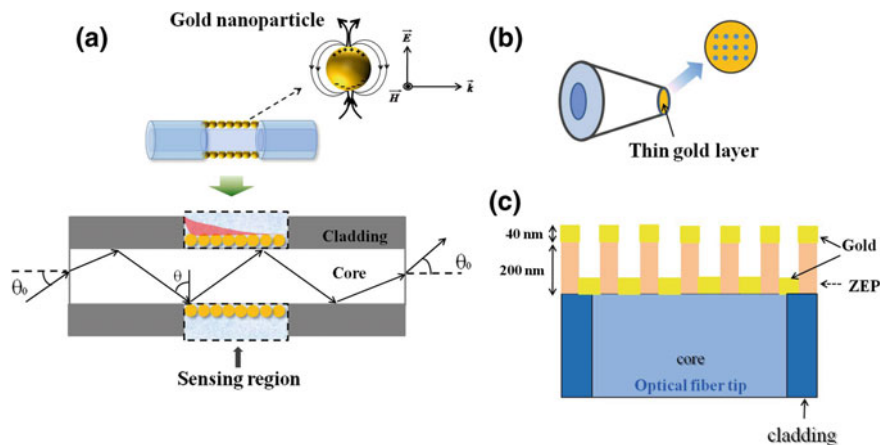 (a)
Gold nanoparticle
E
H
k
Cladding
Core
θ₀
θ
θ₀
Sensing region
(b)
Thin gold layer
(c)
40 nm
200 nm
Gold
ZEP
core
Optical fiber tip
cladding